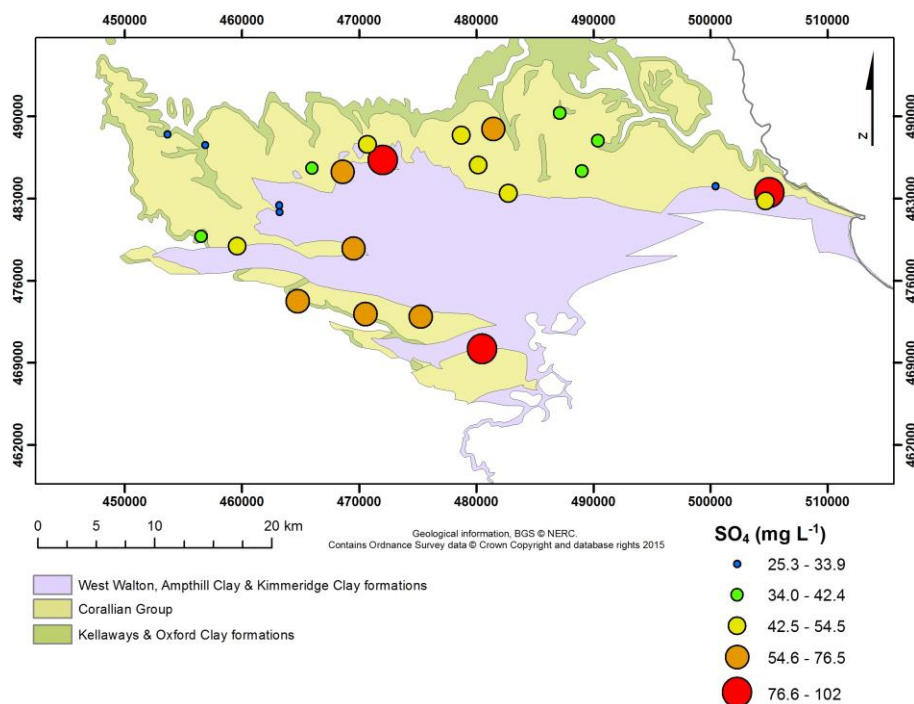 450000 460000 470000 480000 490000 500000 510000
490000 490000
N
483000 483000
476000 476000
469000 469000
462000 462000
450000 460000 470000 480000 490000 500000 510000
0 5 10 20 km
Geological information, BGS © NERC.
Contains Ordnance Survey data © Crown Copyright and database rights 2015
West Walton, Ampthill Clay & Kimmeridge Clay formations
Corallian Group
Kellaways & Oxford Clay formations
SO₄ (mg L⁻¹)
25.3 - 33.9
34.0 - 42.4
42.5 - 54.5
54.6 - 76.5
76.6 - 102